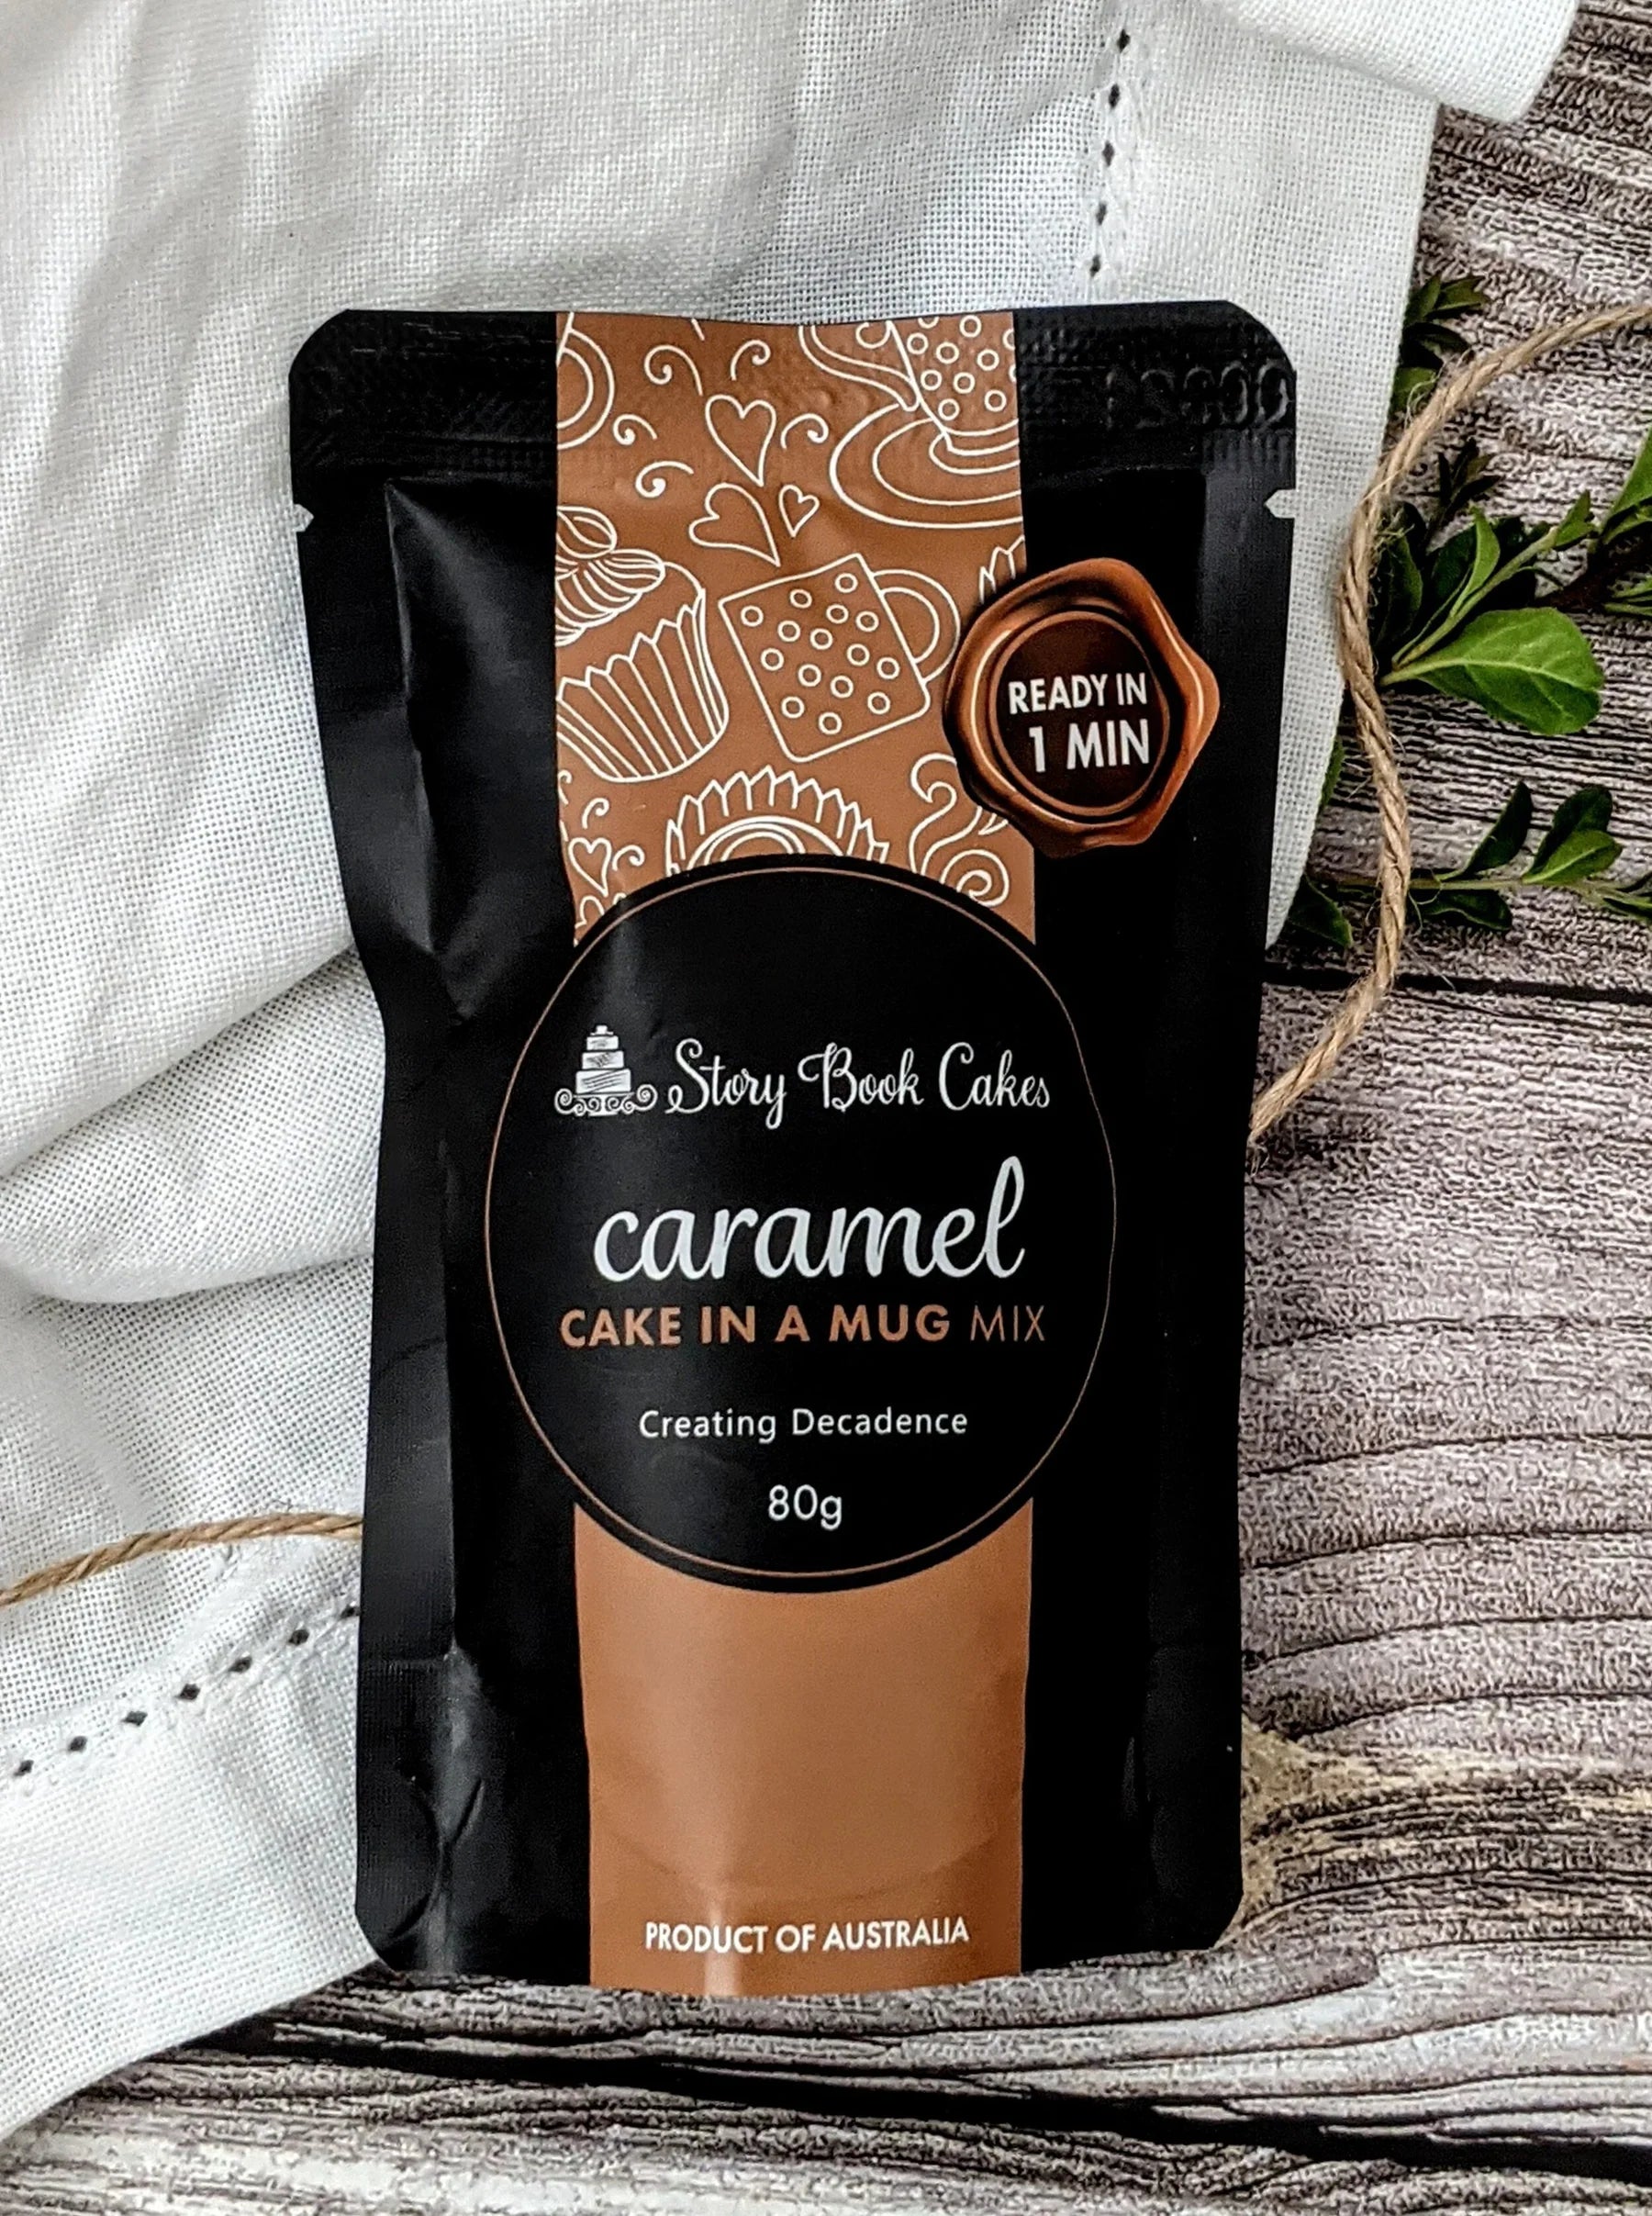 READY IN
1 MIN
Story Book Cakes
caramel
CAKE IN A MUG MIX
Creating Decadence
80g
PRODUCT OF AUSTRALIA